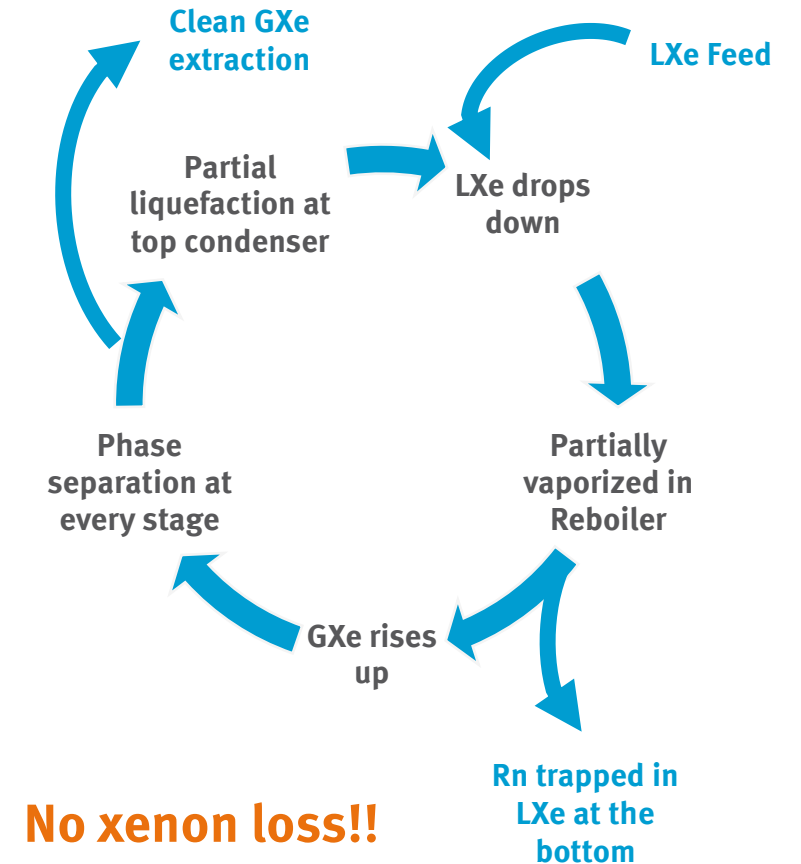 Clean GXe
extraction
LXe Feed
Partial
liquefaction at
top condenser
LXe drops
down
Phase
separation at
every stage
Partially
vaporized in
Reboiler
GXe rises
up
Rn trapped in
LXe at the
bottom
No xenon loss!!